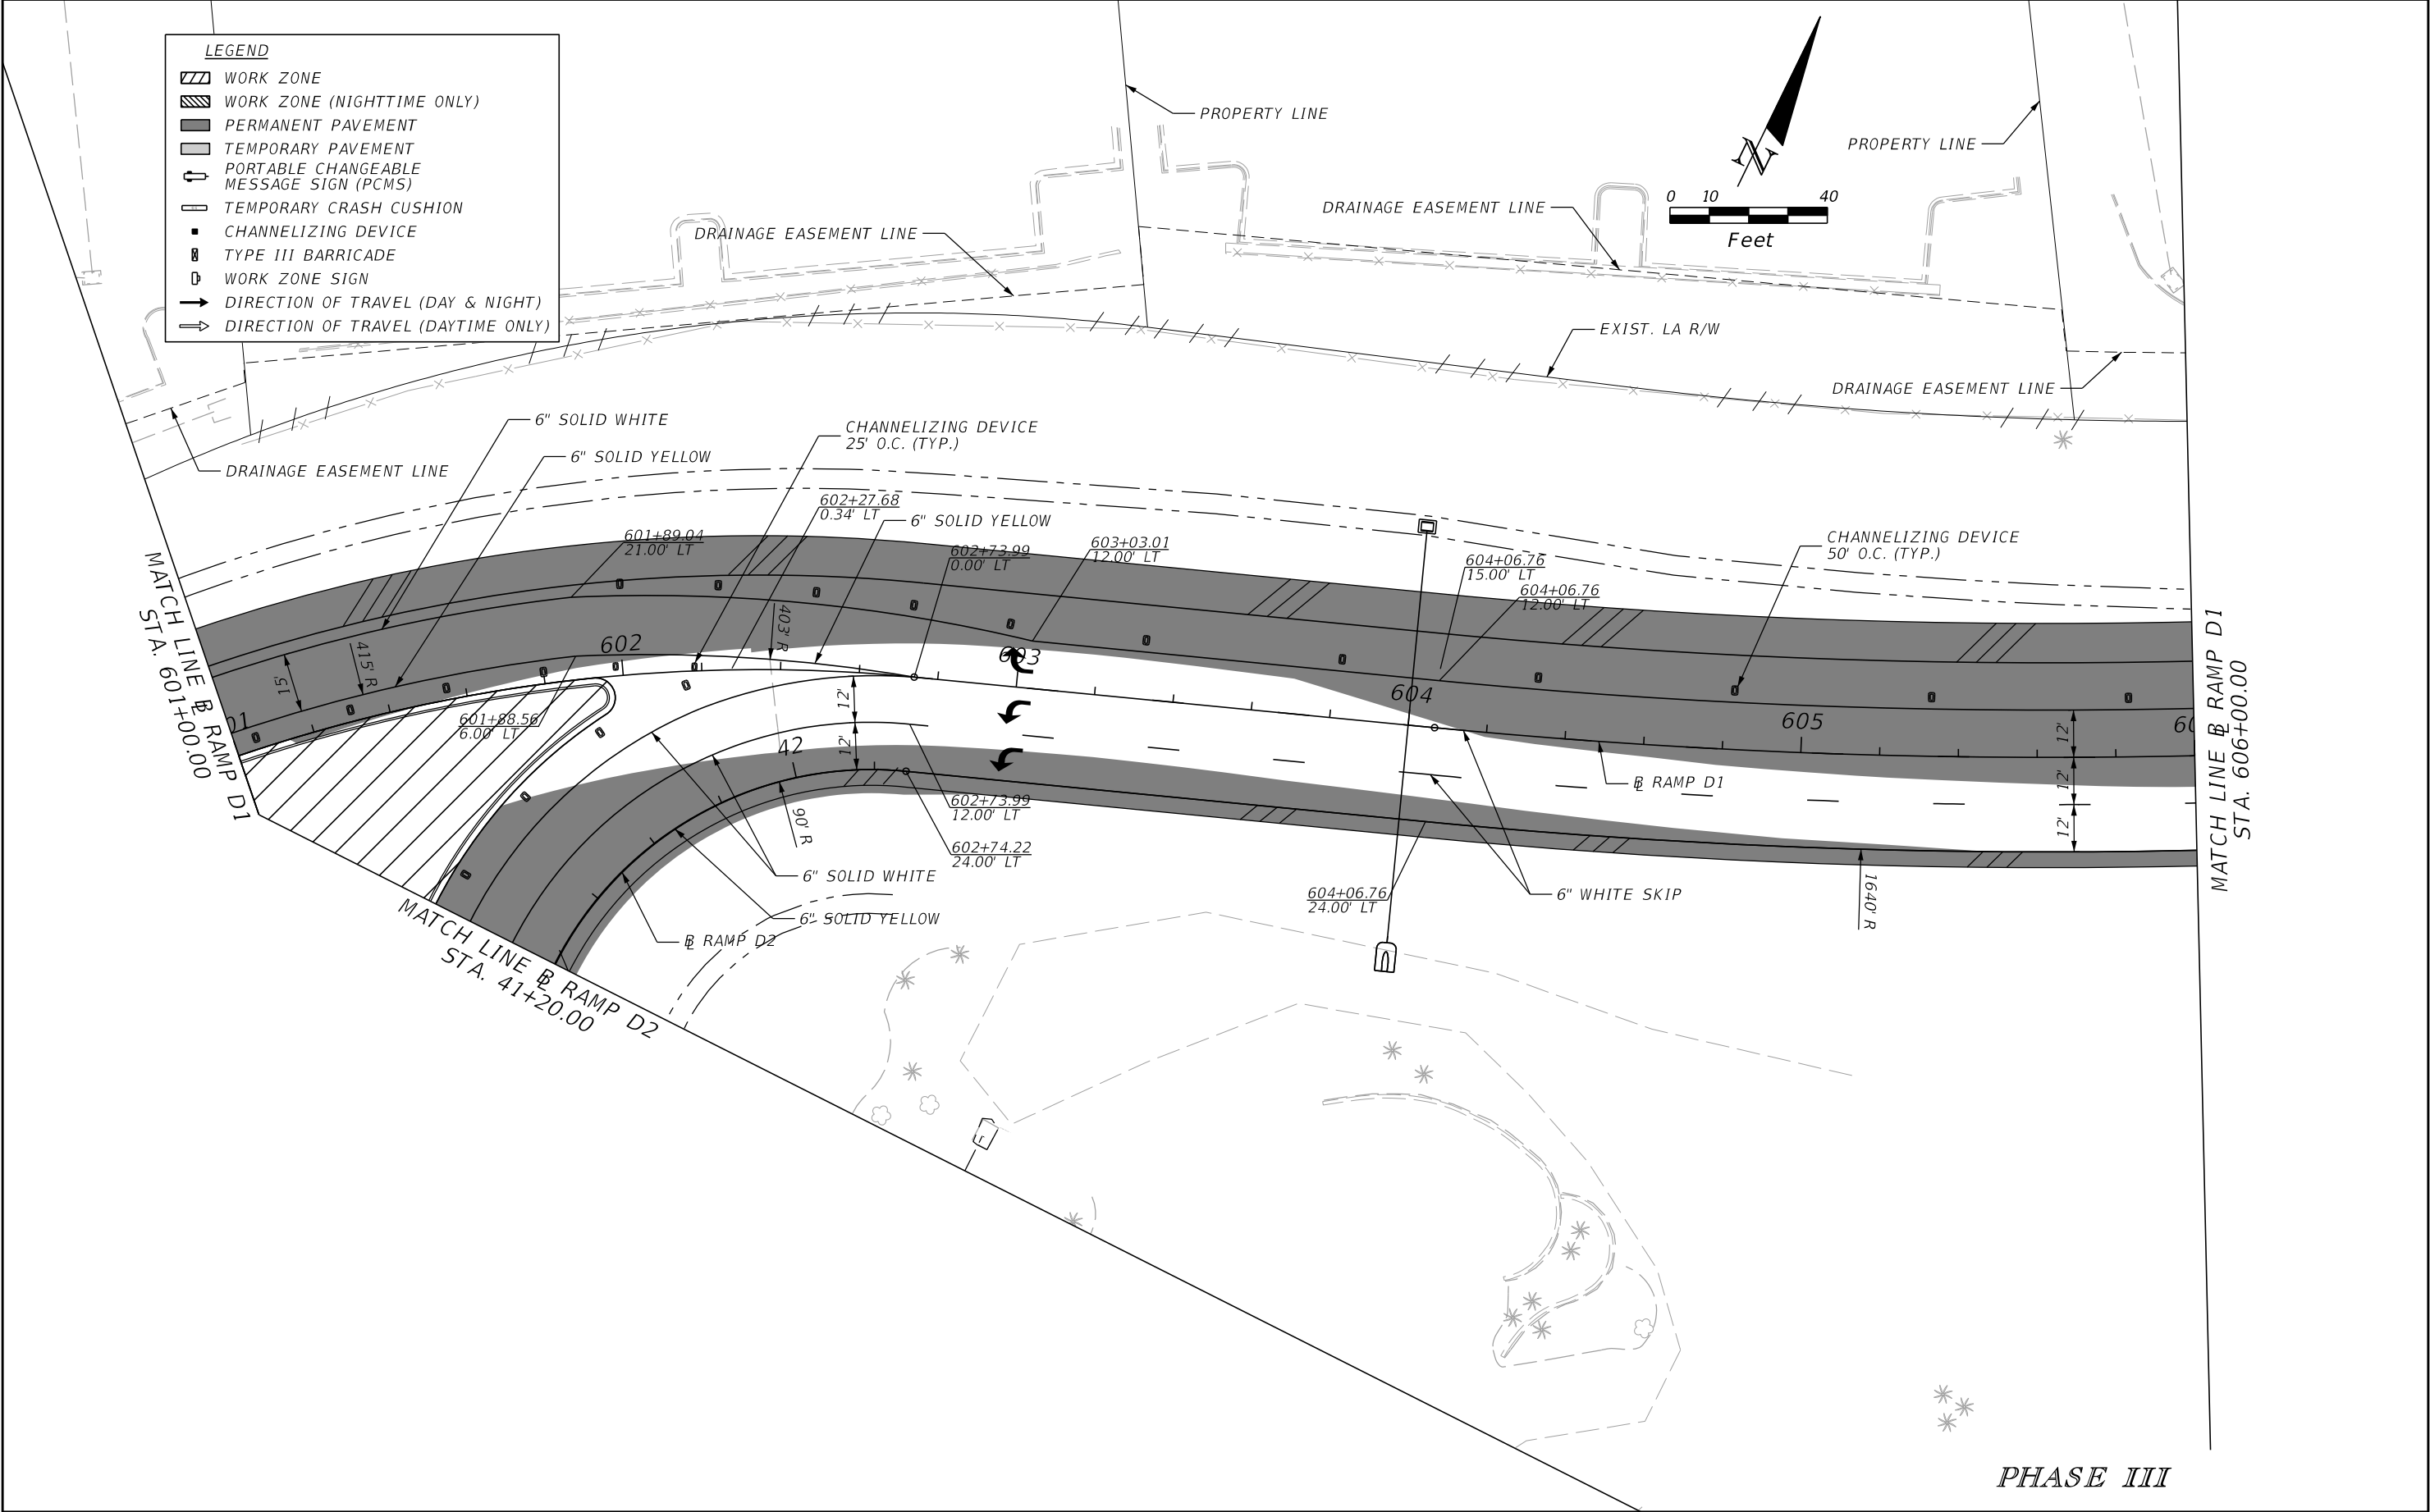 LEGEND
WORK ZONE
WORK ZONE (NIGHTTIME ONLY)
PERMANENT PAVEMENT
TEMPORARY PAVEMENT
PORTABLE CHANGEABLE
MESSAGE SIGN (PCMS)
TEMPORARY CRASH CUSHION
CHANNELIZING DEVICE
TYPE III BARRICADE
WORK ZONE SIGN
DIRECTION OF TRAVEL (DAY & NIGHT)
DIRECTION OF TRAVEL (DAYTIME ONLY)
PROPERTY LINE
N
PROPERTY LINE
0 10 40
Feet
DRAINAGE EASEMENT LINE
DRAINAGE EASEMENT LINE
EXIST. LA R/W
DRAINAGE EASEMENT LINE
DRAINAGE EASEMENT LINE
6" SOLID WHITE
6" SOLID YELLOW
CHANNELIZING DEVICE
25' O.C. (TYP.)
602+27.68
0.34' LT
6" SOLID YELLOW
601+89.04
21.00' LT
602+73.99
0.00' LT
603+03.01
12.00' LT
604+06.76
15.00' LT
604+06.76
12.00' LT
CHANNELIZING DEVICE
50' O.C. (TYP.)
MATCH LINE ℄ RAMP D1
STA. 601+00.00
15'
415' R
403' R
602
603
604
605
601+88.56
6.00' LT
12'
12'
42
90' R
602+73.99
12.00' LT
602+74.22
24.00' LT
6" SOLID WHITE
6" SOLID YELLOW
℄ RAMP D2
℄ RAMP D1
6" WHITE SKIP
604+06.76
24.00' LT
1640' R
12'
12'
12'
MATCH LINE ℄ RAMP D1
STA. 606+00.00
MATCH LINE ℄ RAMP D2
STA. 41+20.00
PHASE III